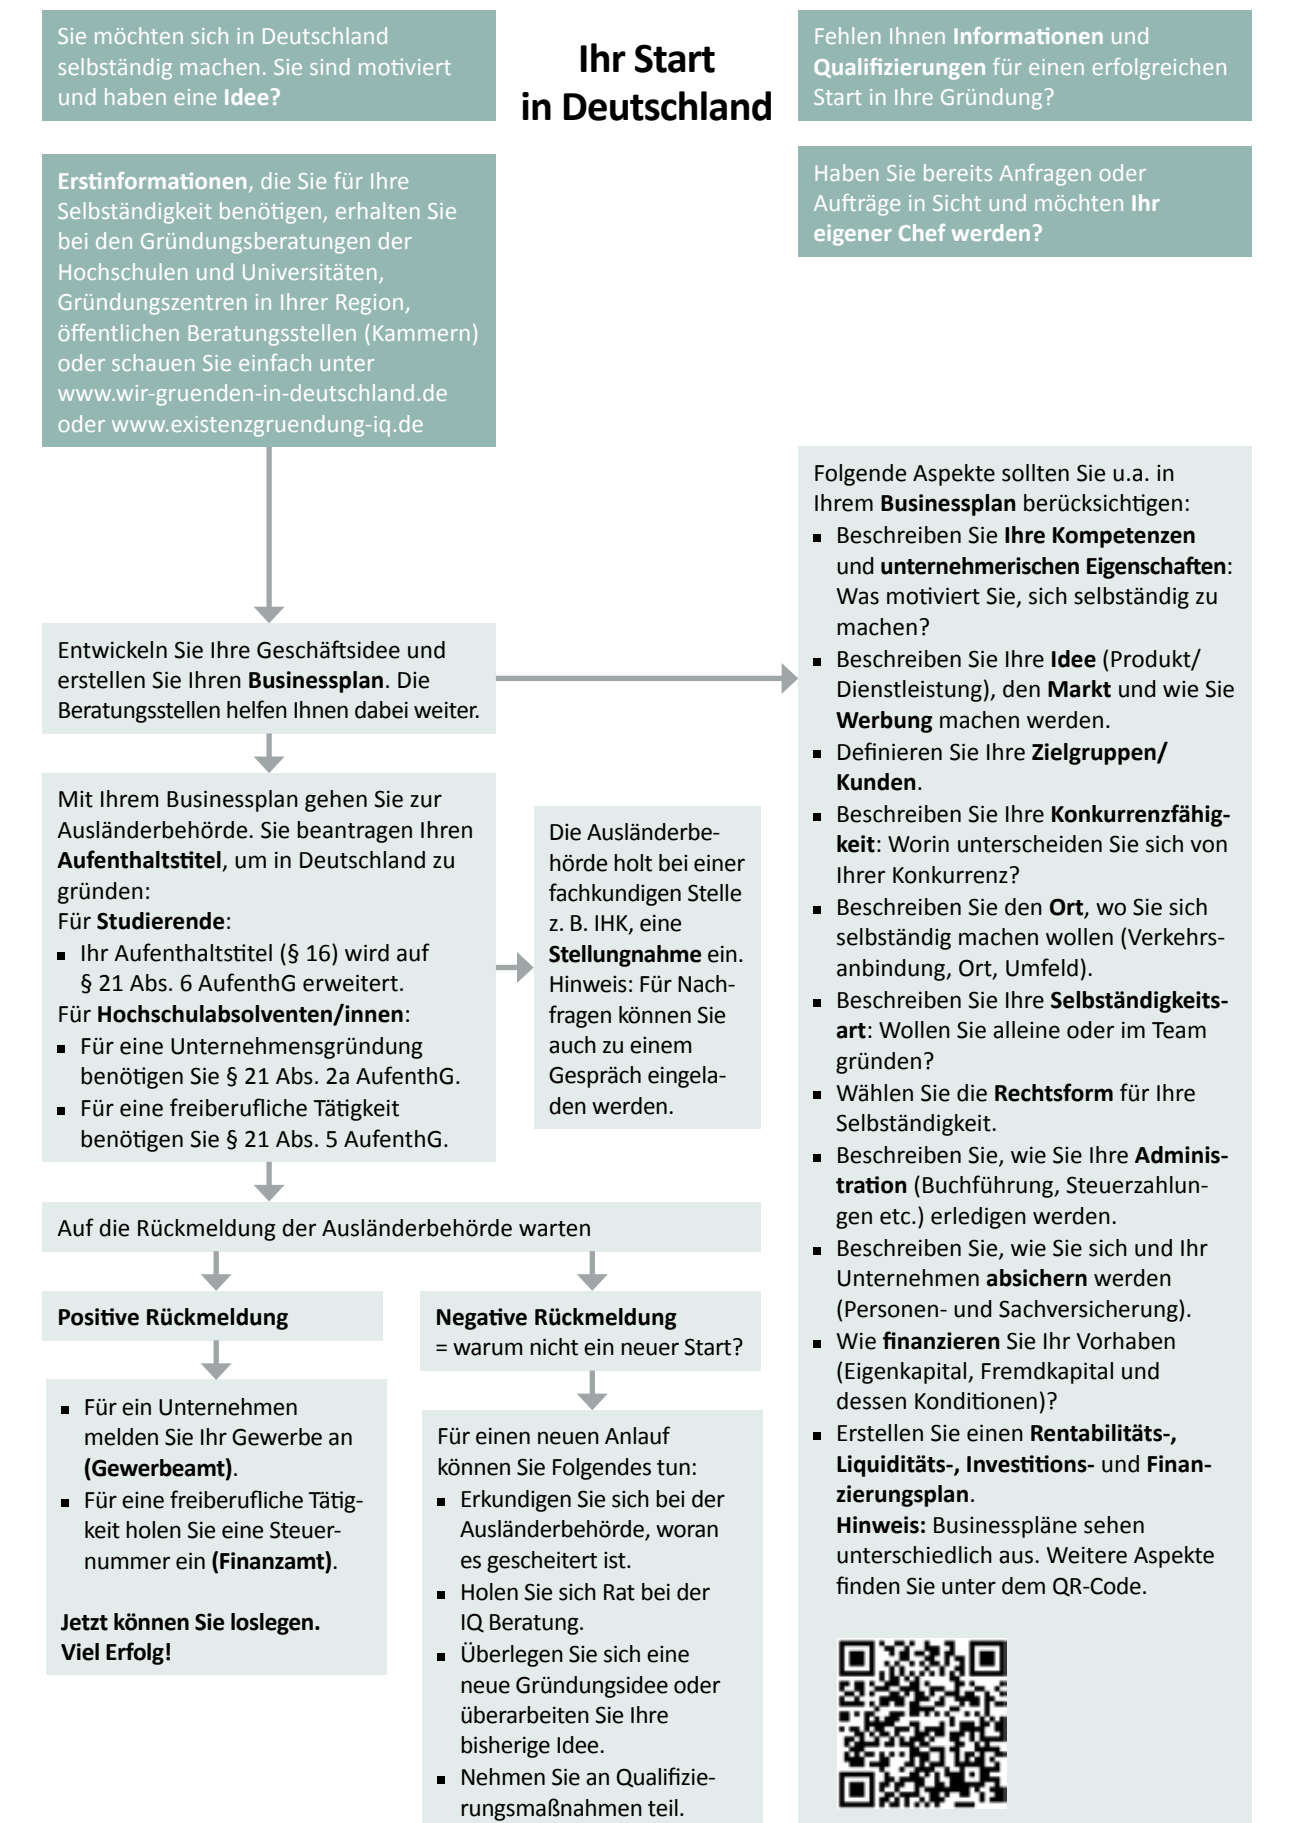 Sie möchten sich in Deutschland
selbständig machen. Sie sind motiviert
und haben eine Idee?
Ihr Start
in Deutschland
Fehlen Ihnen Informationen und
Qualifizierungen für einen erfolgreichen
Start in Ihre Gründung?
Erstinformationen, die Sie für Ihre
Selbständigkeit benötigen, erhalten Sie
bei den Gründungsberatungen der
Hochschulen und Universitäten,
Gründungszentren in Ihrer Region,
öffentlichen Beratungsstellen (Kammern)
oder schauen Sie einfach unter
www.wir-gruenden-in-deutschland.de
oder www.existenzgruendung-iq.de
Haben Sie bereits Anfragen oder
Aufträge in Sicht und möchten Ihr
eigener Chef werden?
Entwickeln Sie Ihre Geschäftsidee und
erstellen Sie Ihren Businessplan. Die
Beratungsstellen helfen Ihnen dabei weiter.
Mit Ihrem Businessplan gehen Sie zur
Ausländerbehörde. Sie beantragen Ihren
Aufenthaltstitel, um in Deutschland zu
gründen:
Für Studierende:
▪ Ihr Aufenthaltstitel (§ 16) wird auf
§ 21 Abs. 6 AufenthG erweitert.
Für Hochschulabsolventen/innen:
▪ Für eine Unternehmensgründung
benötigen Sie § 21 Abs. 2a AufenthG.
▪ Für eine freiberufliche Tätigkeit
benötigen Sie § 21 Abs. 5 AufenthG.
Die Ausländerbe-
hörde holt bei einer
fachkundigen Stelle
z. B. IHK, eine
Stellungnahme ein.
Hinweis: Für Nach-
fragen können Sie
auch zu einem
Gespräch eingela-
den werden.
Auf die Rückmeldung der Ausländerbehörde warten
Positive Rückmeldung
▪ Für ein Unternehmen
melden Sie Ihr Gewerbe an
(Gewerbeamt).
▪ Für eine freiberufliche Tätig-
keit holen Sie eine Steuer-
nummer ein (Finanzamt).
Jetzt können Sie loslegen.
Viel Erfolg!
Negative Rückmeldung
= warum nicht ein neuer Start?
Für einen neuen Anlauf
können Sie Folgendes tun:
▪ Erkundigen Sie sich bei der
Ausländerbehörde, woran
es gescheitert ist.
▪ Holen Sie sich Rat bei der
IQ Beratung.
▪ Überlegen Sie sich eine
neue Gründungsidee oder
überarbeiten Sie Ihre
bisherige Idee.
▪ Nehmen Sie an Qualifizie-
rungsmaßnahmen teil.
Folgende Aspekte sollten Sie u.a. in
Ihrem Businessplan berücksichtigen:
▪ Beschreiben Sie Ihre Kompetenzen
und unternehmerischen Eigenschaften:
Was motiviert Sie, sich selbständig zu
machen?
▪ Beschreiben Sie Ihre Idee (Produkt/
Dienstleistung), den Markt und wie Sie
Werbung machen werden.
▪ Definieren Sie Ihre Zielgruppen/
Kunden.
▪ Beschreiben Sie Ihre Konkurrenzfähig-
keit: Worin unterscheiden Sie sich von
Ihrer Konkurrenz?
▪ Beschreiben Sie den Ort, wo Sie sich
selbständig machen wollen (Verkehrs-
anbindung, Ort, Umfeld).
▪ Beschreiben Sie Ihre Selbständigkeits-
art: Wollen Sie alleine oder im Team
gründen?
▪ Wählen Sie die Rechtsform für Ihre
Selbständigkeit.
▪ Beschreiben Sie, wie Sie Ihre Adminis-
tration (Buchführung, Steuerzahlun-
gen etc.) erledigen werden.
▪ Beschreiben Sie, wie Sie sich und Ihr
Unternehmen absichern werden
(Personen- und Sachversicherung).
▪ Wie finanzieren Sie Ihr Vorhaben
(Eigenkapital, Fremdkapital und
dessen Konditionen)?
▪ Erstellen Sie einen Rentabilitäts-,
Liquiditäts-, Investitions- und Finan-
zierungsplan.
Hinweis: Businesspläne sehen
unterschiedlich aus. Weitere Aspekte
finden Sie unter dem QR-Code.